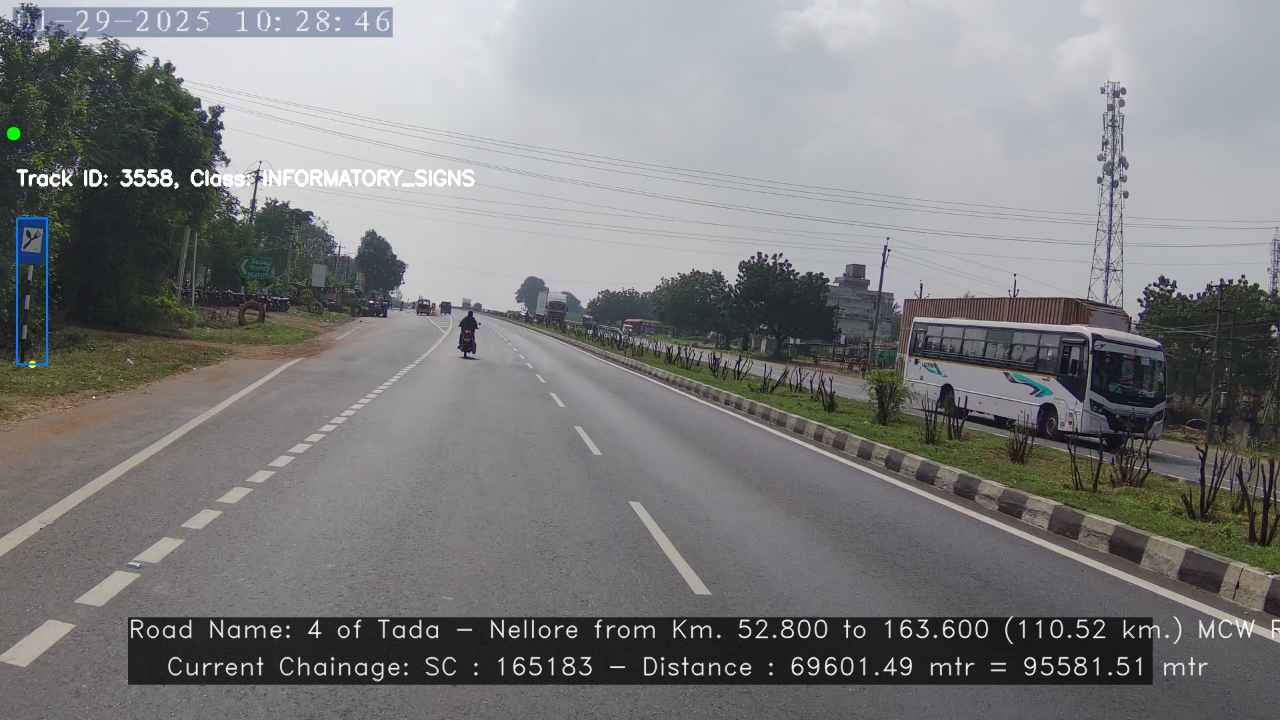 01-29-2025 10:28:46
Track ID: 3558, Class: INFORMATORY_SIGNS
Road Name: 4 of Tada - Nellore from Km. 52.800 to 163.600 (110.52 km.) MCW
Current Chainage: SC : 165183 - Distance : 69601.49 mtr = 95581.51 mtr